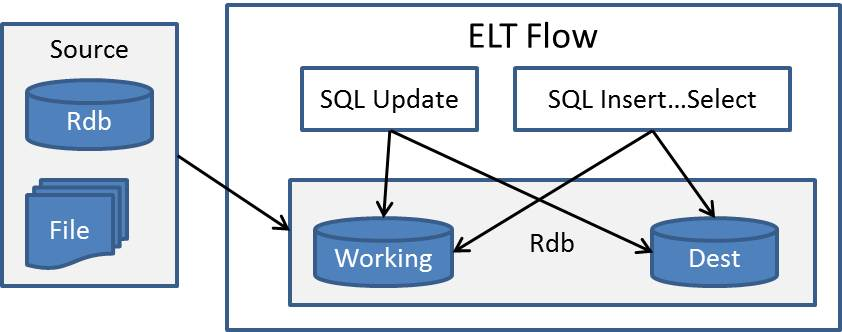 Source
Rdb
File
ELT Flow
SQL Update
SQL Insert...Select
Working
Rdb
Dest